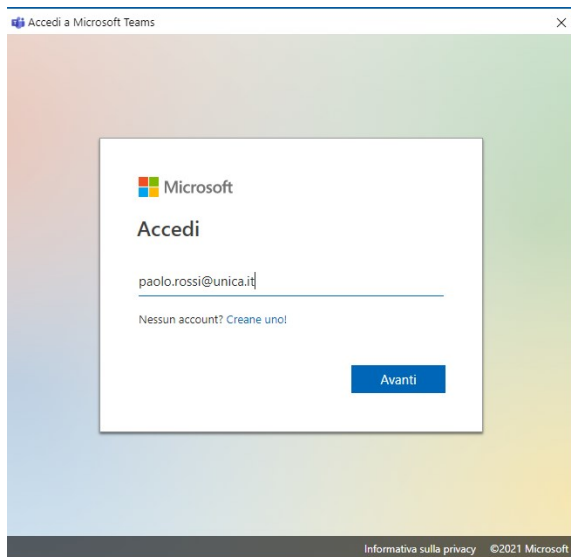 Accedi a Microsoft Teams
Microsoft
Accedi
paolo.rossi@unica.it
Nessun account? Creane uno!
Avanti
Informativa sulla privacy ©2021 Microsoft